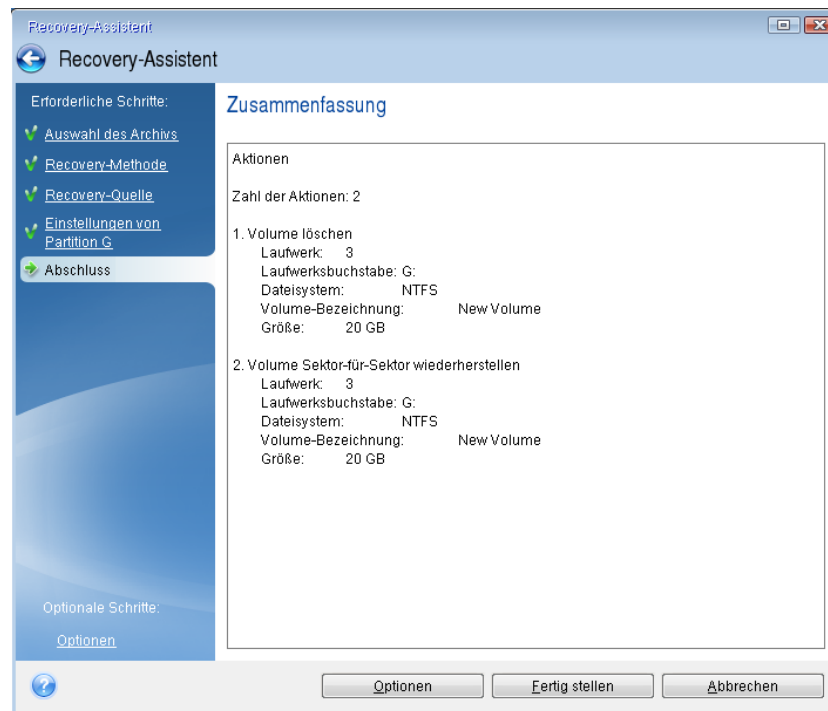 Recovery-Assistent
Recovery-Assistent
Erforderliche Schritte:
Auswahl des Archivs
Recovery-Methode
Recovery-Quelle
Einstellungen von
Partition G
Abschluss
Optionale Schritte:
Optionen
Zusammenfassung
Aktionen
Zahl der Aktionen: 2
1. Volume löschen
Laufwerk: 3
Laufwerksbuchstabe: G:
Dateisystem: NTFS
Volume-Bezeichnung: New Volume
Größe: 20 GB
2. Volume Sektor-für-Sektor wiederherstellen
Laufwerk: 3
Laufwerksbuchstabe: G:
Dateisystem: NTFS
Volume-Bezeichnung: New Volume
Größe: 20 GB
Optionen Fertig stellen Abbrechen